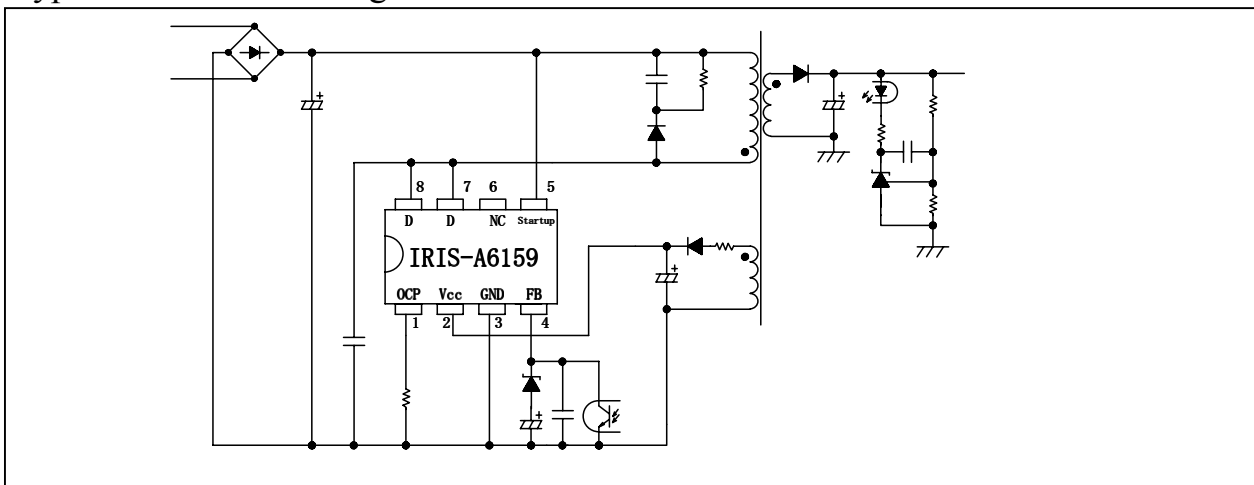 8 7 6 5
D D NC Startup
IRIS-A6159
OCP Vcc GND FB
1 2 3 4